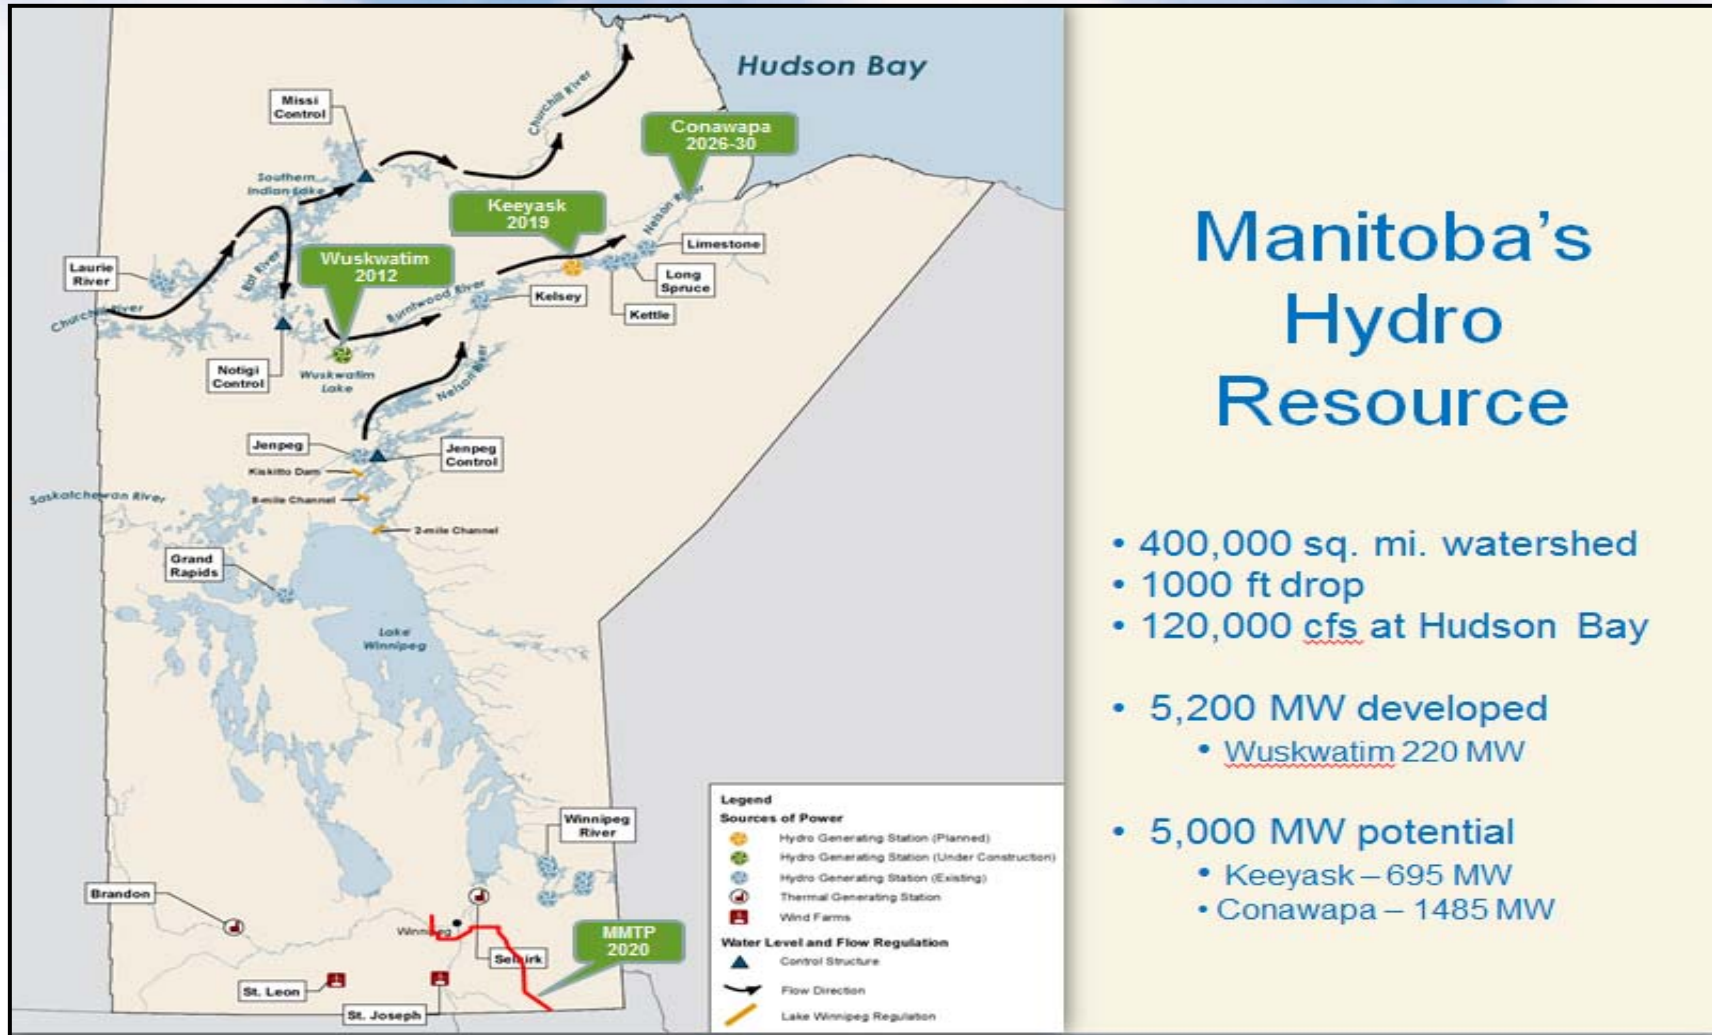 Hudson Bay
Missi
Control
Churchill River
Conawapa
2026-30
Southern
Indian Lake
Keeyask
2019
Nelson River
Limestone
Laurie
River
Rat River
Wuskwatim
2012
Long
Spruce
Churchill River
Burntwood River
Kelsey
Kettle
Notigi
Control
Wuskwatim
Lake
Nelson River
Jenpeg
Jenpeg
Control
Kiskitto Dam
Saskatchewan River
8-mile Channel
2-mile Channel
Grand
Rapids
Lake
Winnipeg
Winnipeg
River
Brandon
Winnipeg
MMTP
2020
Selkirk
St. Leon
St. Joseph
Legend
Sources of Power
Hydro Generating Station (Planned)
Hydro Generating Station (Under Construction)
Hydro Generating Station (Existing)
Thermal Generating Station
Wind Farms
Water Level and Flow Regulation
Control Structure
Flow Direction
Lake Winnipeg Regulation
Manitoba's
Hydro
Resource
• 400,000 sq. mi. watershed
• 1000 ft drop
• 120,000 cfs at Hudson Bay
• 5,200 MW developed
• Wuskwatim 220 MW
• 5,000 MW potential
• Keeyask – 695 MW
• Conawapa – 1485 MW